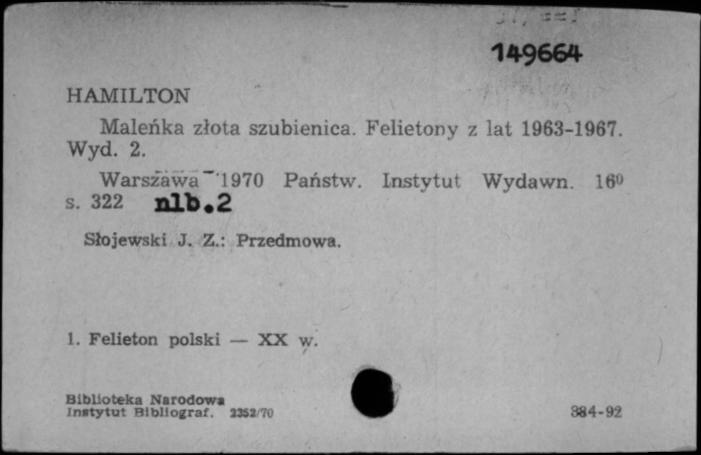 149664
HAMILTON
Maleńka złota szubienica. Felietony z lat 1963-1967.
Wyd. 2.
Warszawa 1970 Państw. Instytut Wydawn. 16⁰
s. 322 nlb.2
Słojewski J. Z.: Przedmowa.
1. Felieton polski — XX w.
Biblioteka Narodowa
Instytut Bibliograf. 2352/70
384-92